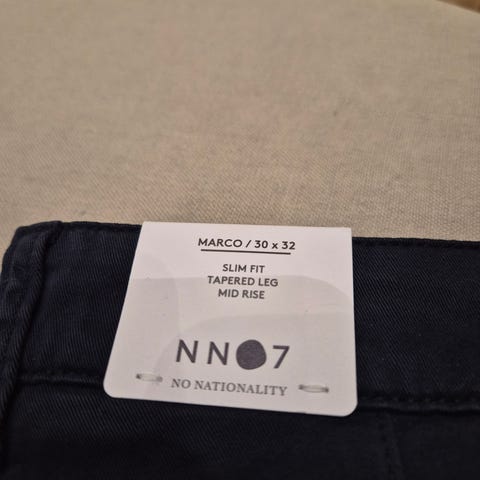 MARCO / 30 x 32
SLIM FIT
TAPERED LEG
MID RISE
NN07
NO NATIONALITY